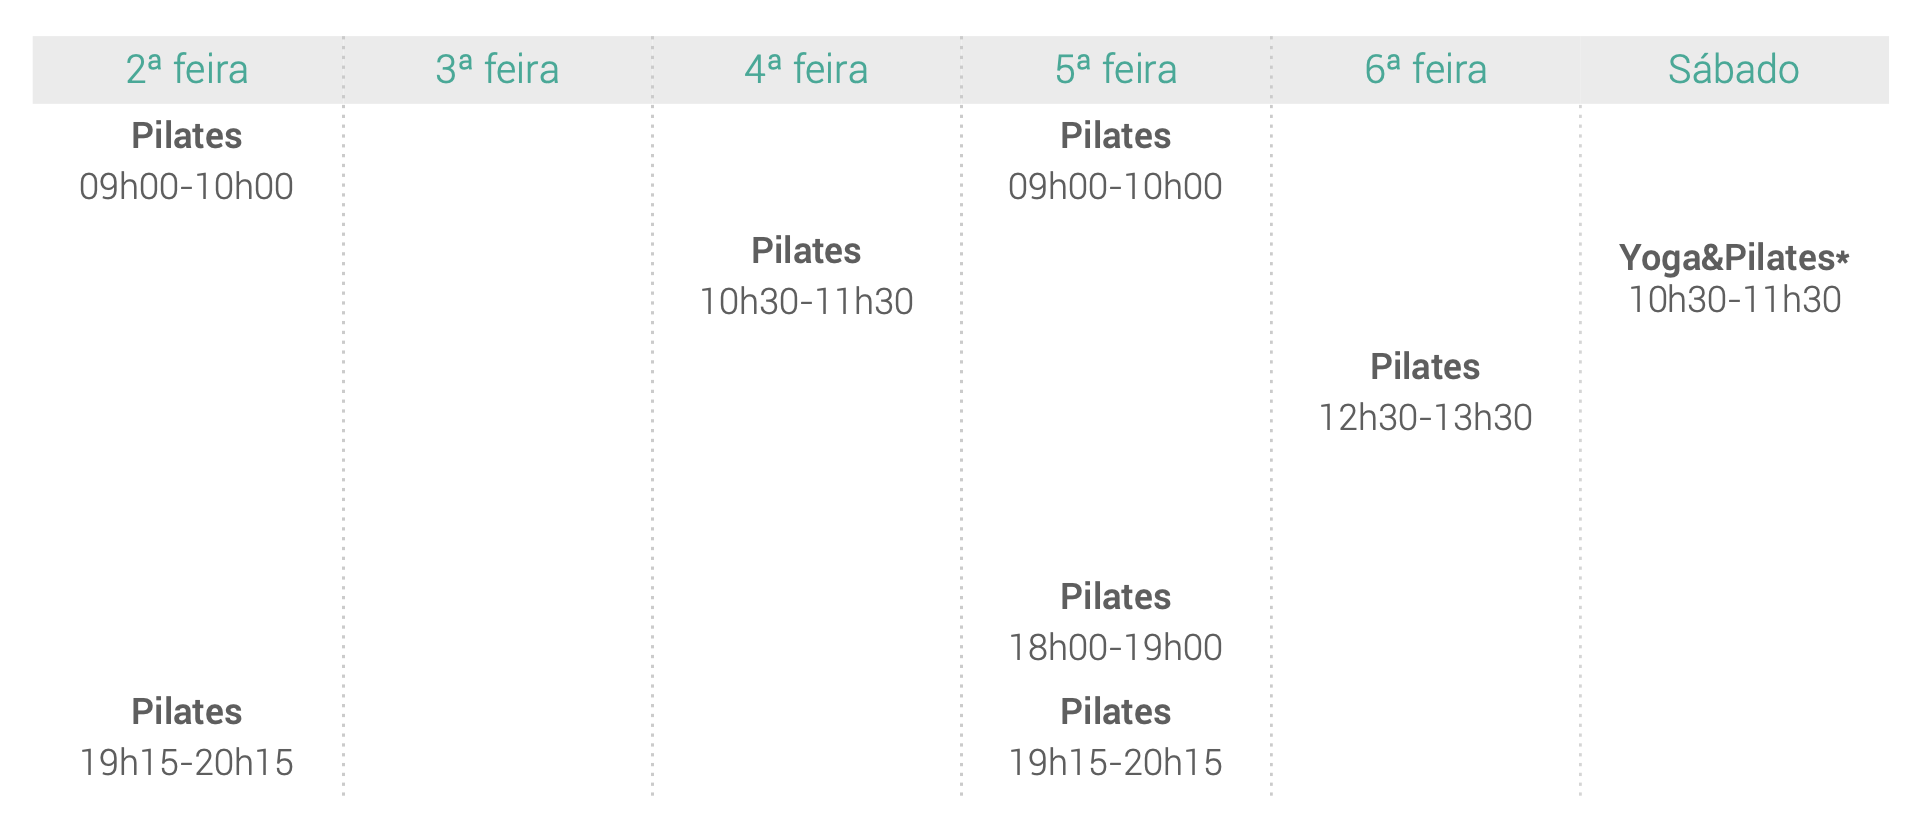 2ª feira
3ª feira
4ª feira
5ª feira
6ª feira
Sábado
Pilates
09h00-10h00
Pilates
09h00-10h00
Pilates
10h30-11h30
Yoga&Pilates*
10h30-11h30
Pilates
12h30-13h30
Pilates
18h00-19h00
Pilates
19h15-20h15
Pilates
19h15-20h15